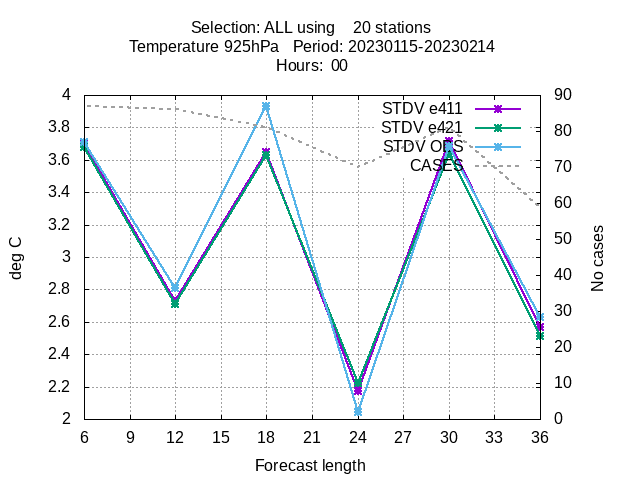 Selection: ALL using    20 stations
Temperature 925hPa   Period: 20230115-20230214
Hours:  00
STDV e411
STDV e421
STDV OBS
CASES
4
3.8
3.6
3.4
3.2
3
2.8
2.6
2.4
2.2
2
deg C
90
80
70
60
50
40
30
20
10
0
No cases
6 9 12 15 18 21 24 27 30 33 36
Forecast length